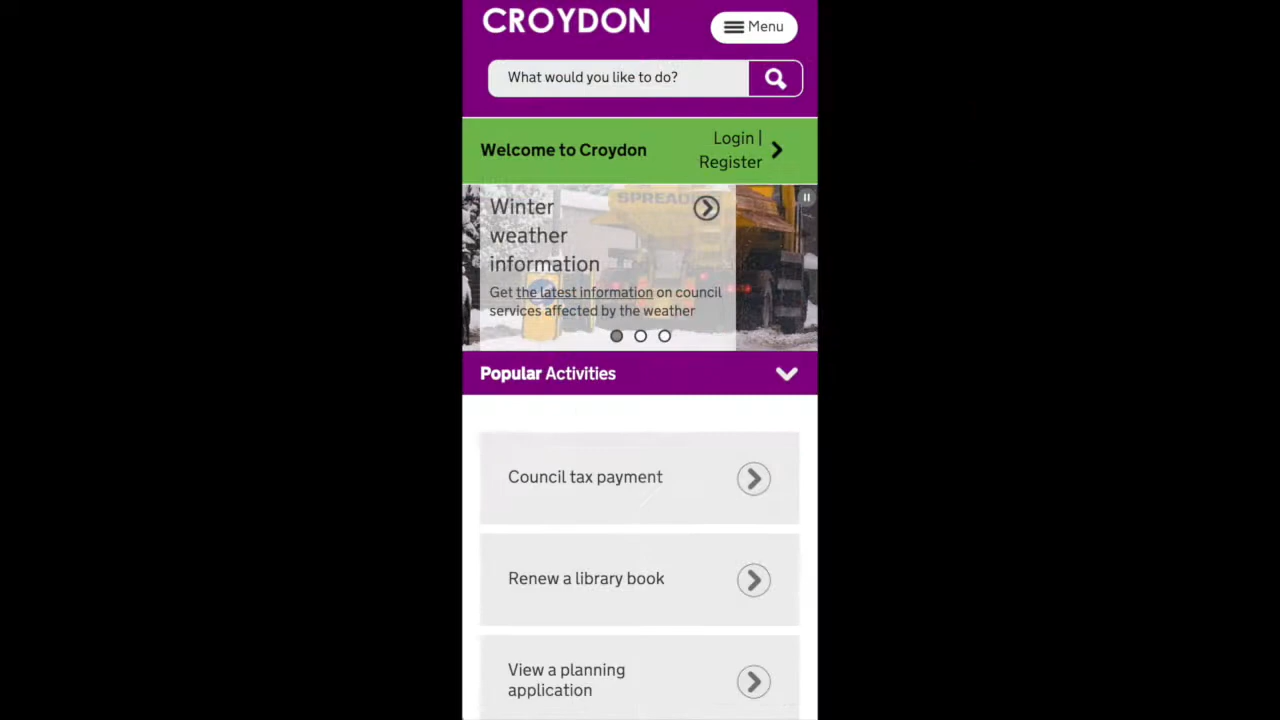 CROYDON
Menu
What would you like to do?
Welcome to Croydon
Login |
Register
SPREADER
Winter
weather
information
Get the latest information on council
services affected by the weather
Popular Activities
Council tax payment
Renew a library book
View a planning
application